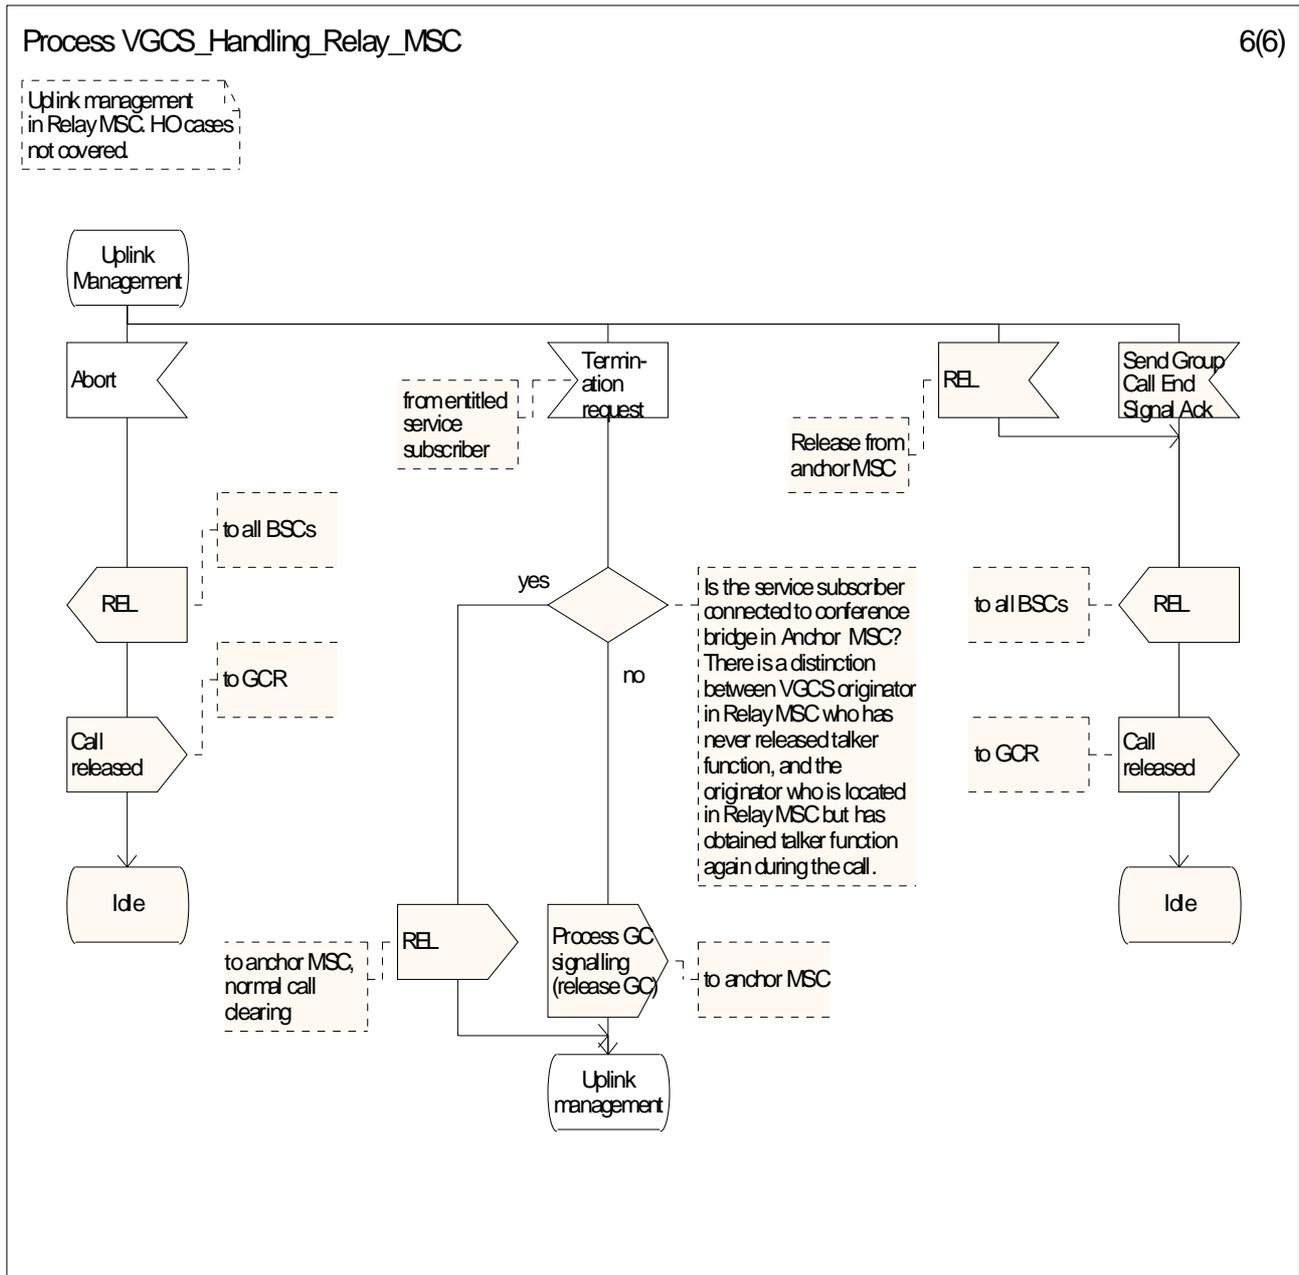 Process VGCS_Handling_Relay_MSC
6(6)
Uplink management
in Relay MSC. HO cases
not covered.
Uplink
Management
Abort
Termin-
ation
request
from entitled
service
subscriber
REL
Release from
anchor MSC
Send Group
Call End
Signal Ack
to all BSCs
REL
to GCR
Call
released
Idle
yes
no
Is the service subscriber
connected to conference
bridge in Anchor MSC?
There is a distinction
between VGCS originator
in Relay MSC who has
never released talker
function, and the
originator who is located
in Relay MSC but has
obtained talker function
again during the call.
to all BSCs
REL
to GCR
Call
released
Idle
REL
to anchor MSC,
normal call
clearing
Process GC
signalling
(release GC)
to anchor MSC
Uplink
management